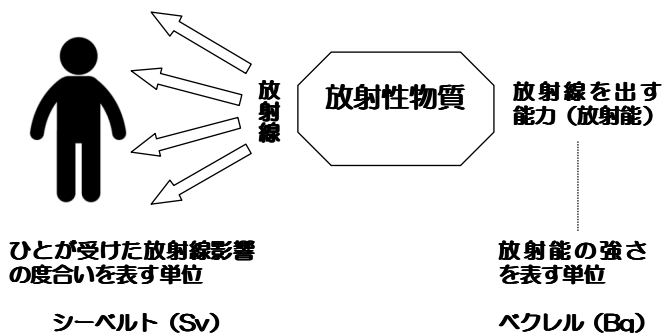 放射線
放射性物質
放射線を出す
能力（放射能）
ひとが受けた放射線影響
の度合いを表す単位
シーベルト（Sv）
放射能の強さ
を表す単位
ベクレル（Bq）